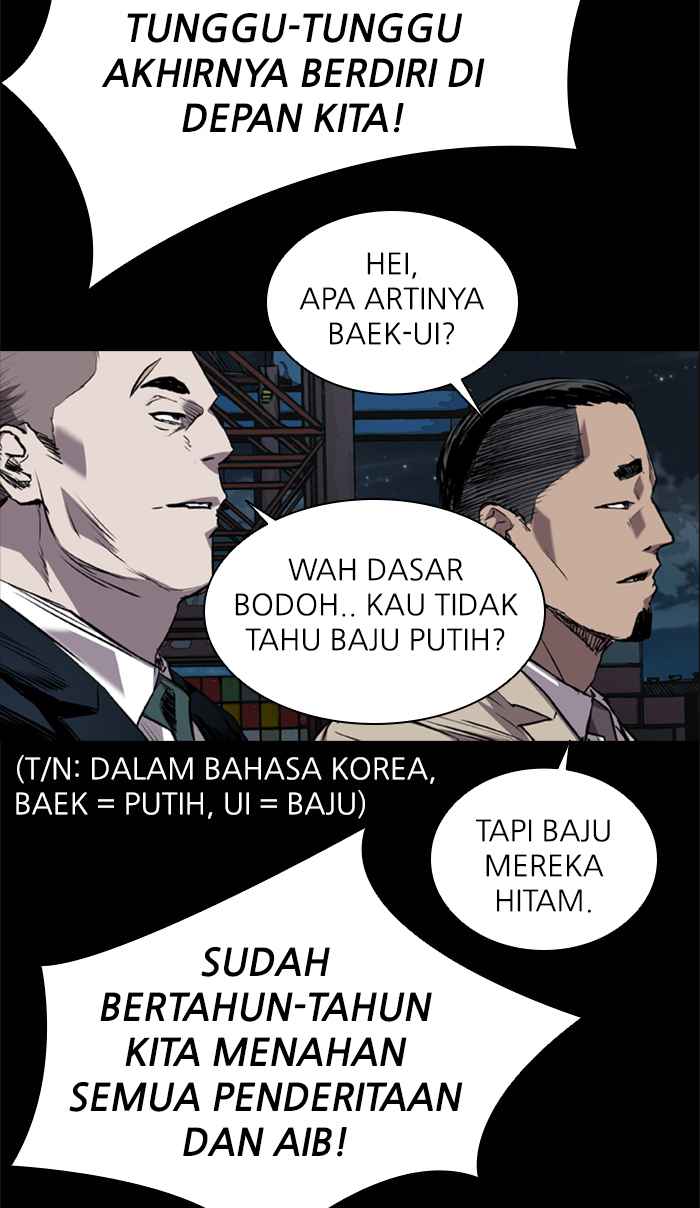 TUNGGU-TUNGGU
AKHIRNYA BERDIRI DI
DEPAN KITA!
HEI,
APA ARTINYA
BAEK-UI?
WAH DASAR
BODOH.. KAU TIDAK
TAHU BAJU PUTIH?
(T/N: DALAM BAHASA KOREA,
BAEK = PUTIH, UI = BAJU)
TAPI BAJU
MEREKA
HITAM.
SUDAH
BERTAHUN-TAHUN
KITA MENAHAN
SEMUA PENDERITAAN
DAN AIB!